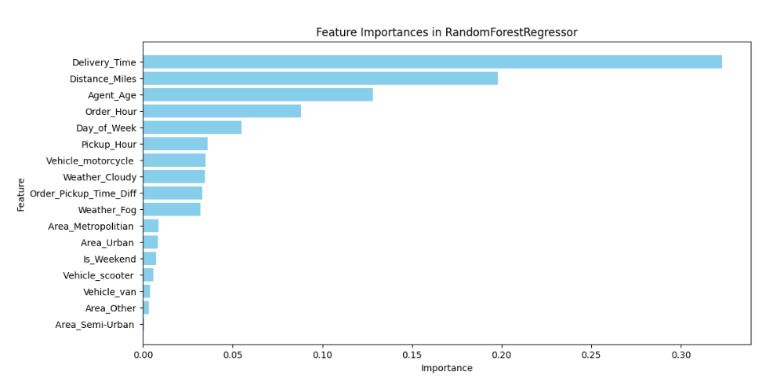 Feature Importances in RandomForestRegressor
Delivery_Time
Distance_Miles
Agent_Age
Order_Hour
Day_of_Week
Pickup_Hour
Vehicle_motorcycle
Weather_Cloudy
Order_Pickup_Time_Diff
Weather_Fog
Area_Metropolitian
Area_Urban
Is_Weekend
Vehicle_scooter
Vehicle_van
Area_Other
Area_Semi-Urban
Feature
0.00 0.05 0.10 0.15 0.20 0.25 0.30
Importance